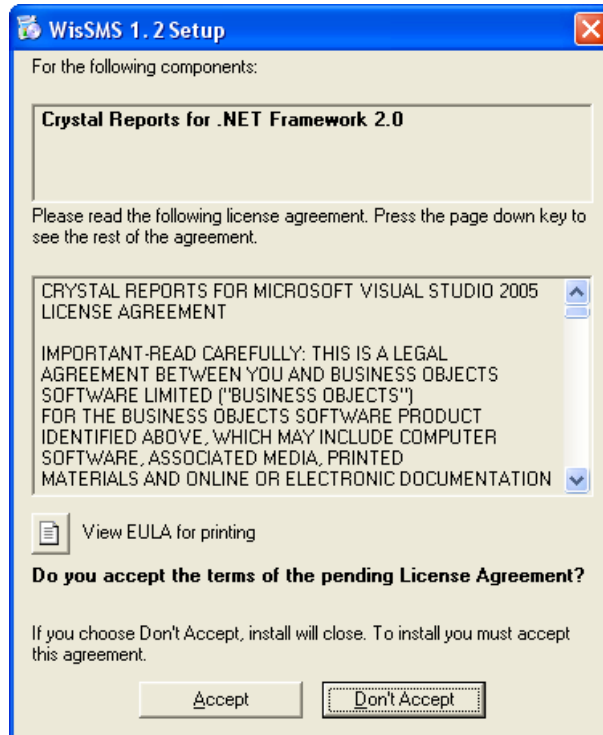 WisSMS 1.2 Setup
For the following components:
Crystal Reports for .NET Framework 2.0
Please read the following license agreement. Press the page down key to
see the rest of the agreement.
CRYSTAL REPORTS FOR MICROSOFT VISUAL STUDIO 2005
LICENSE AGREEMENT
IMPORTANT-READ CAREFULLY: THIS IS A LEGAL
AGREEMENT BETWEEN YOU AND BUSINESS OBJECTS
SOFTWARE LIMITED ("BUSINESS OBJECTS")
FOR THE BUSINESS OBJECTS SOFTWARE PRODUCT
IDENTIFIED ABOVE, WHICH MAY INCLUDE COMPUTER
SOFTWARE, ASSOCIATED MEDIA, PRINTED
MATERIALS AND ONLINE OR ELECTRONIC DOCUMENTATION
View EULA for printing
Do you accept the terms of the pending License Agreement?
If you choose Don't Accept, install will close. To install you must accept
this agreement.
Accept
Don't Accept